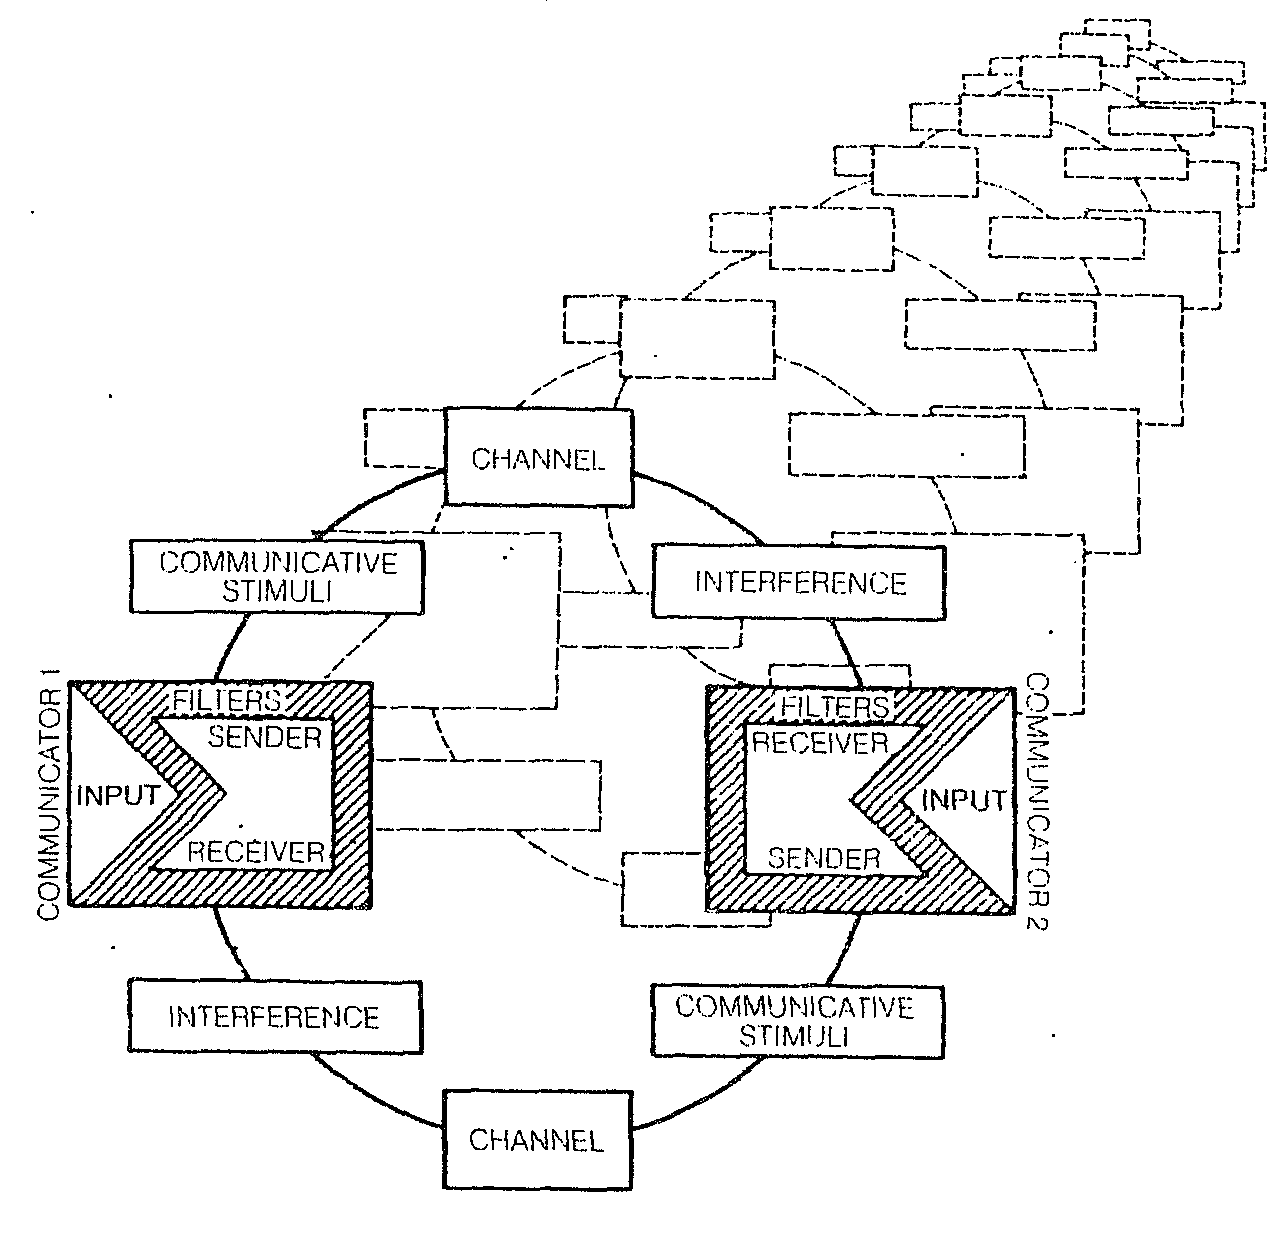 CHANNEL
COMMUNICATIVE
STIMULI
INTERFERENCE
COMMUNICATOR 1
FILTERS
SENDER
INPUT
RECEIVER
FILTERS
RECEIVER
INPUT
SENDER
COMMUNICATOR 2
INTERFERENCE
COMMUNICATIVE
STIMULI
CHANNEL